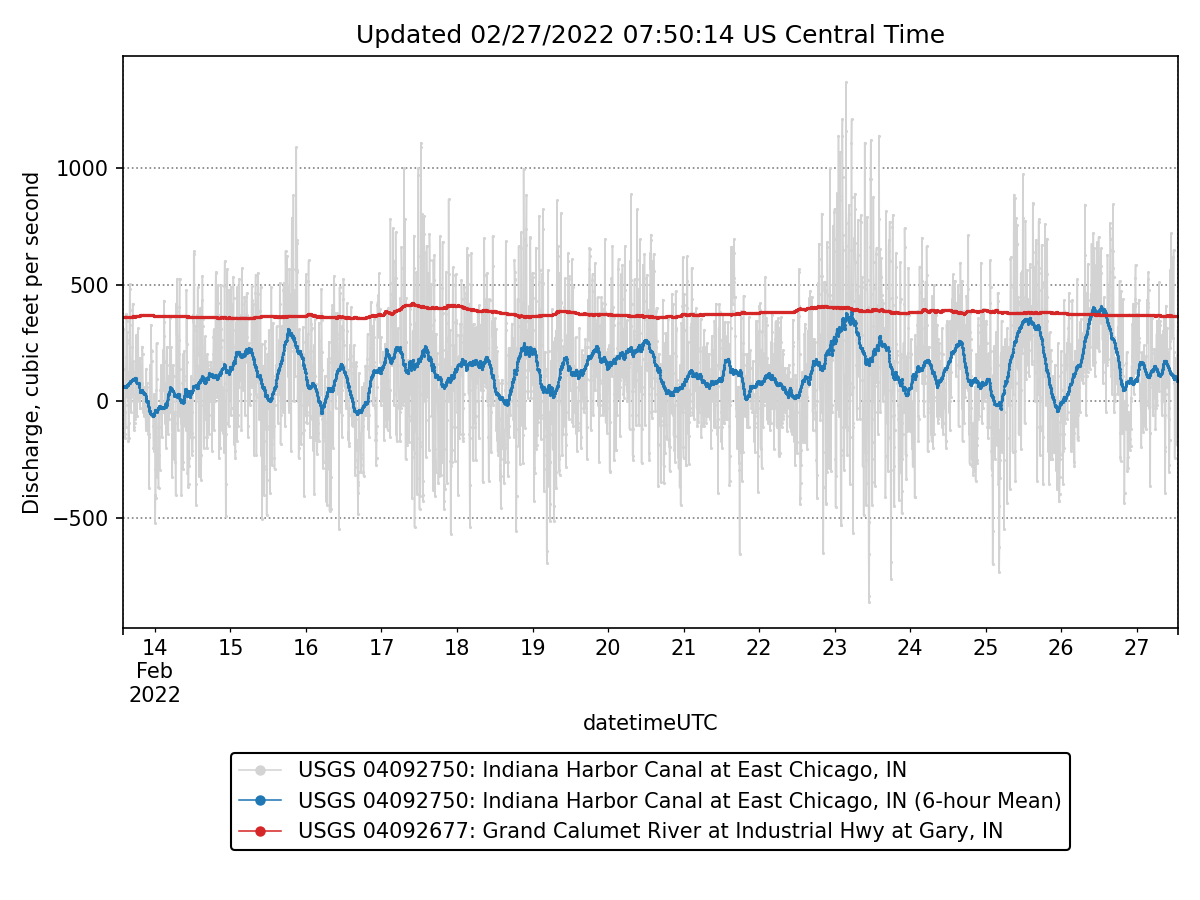 Updated 02/27/2022 07:50:14 US Central Time
Discharge, cubic feet per second
1000
500
0
−500
14 15 16 17 18 19 20 21 22 23 24 25 26 27
Feb
2022
datetimeUTC
USGS 04092750: Indiana Harbor Canal at East Chicago, IN
USGS 04092750: Indiana Harbor Canal at East Chicago, IN (6-hour Mean)
USGS 04092677: Grand Calumet River at Industrial Hwy at Gary, IN